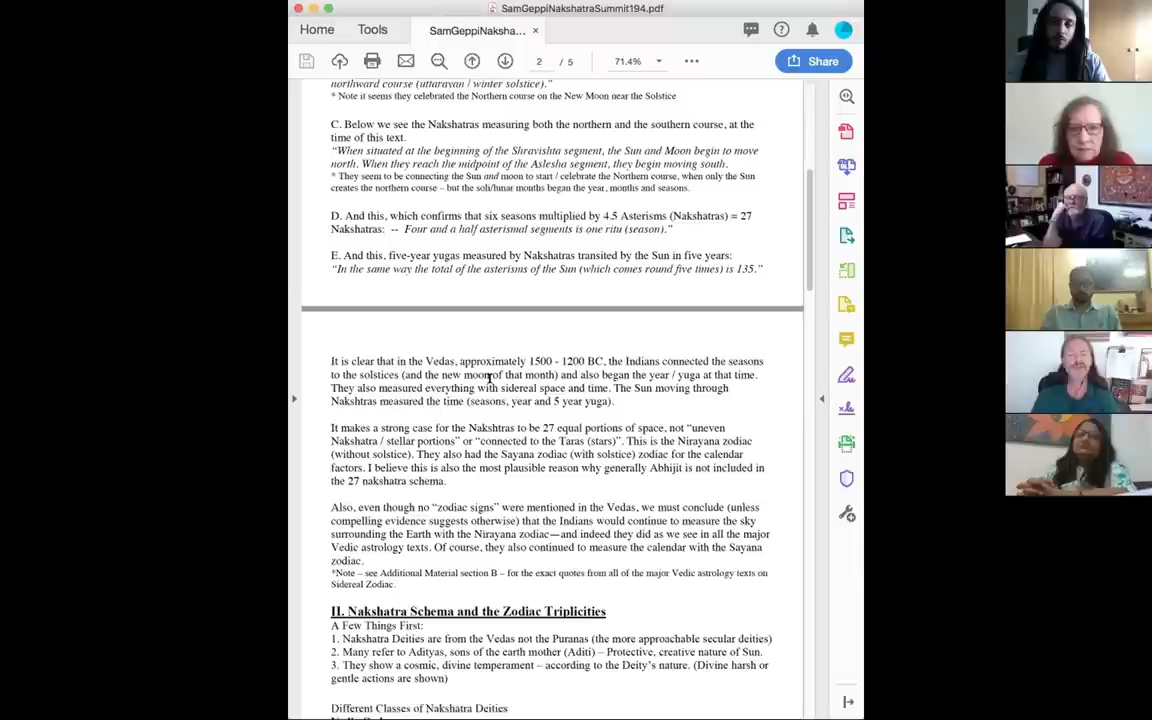 SamGeppiNakshatraSummit194.pdf
Home Tools SamGeppiNaksha... ×
2 / 5 71.4% Share
northward course (uttarayan / winter solstice)."
* Note it seems they celebrated the Northern course on the New Moon near the Solstice
C. Below we see the Nakshatras measuring both the northern and the southern course, at the
time of this text.
"When situated at the beginning of the Shravishta segment, the Sun and Moon begin to move
north. When they reach the midpoint of the Aslesha segment, they begin moving south.
* They seem to be connecting the Sun and moon to start / celebrate the Northern course, when only the Sun
creates the northern course – but the soli/lunar months began the year, months and seasons.
D. And this, which confirms that six seasons multiplied by 4.5 Asterisms (Nakshatras) = 27
Nakshatras: -- Four and a half asterismal segments is one ritu (season)."
E. And this, five-year yugas measured by Nakshatras transited by the Sun in five years:
"In the same way the total of the asterisms of the Sun (which comes round five times) is 135."
It is clear that in the Vedas, approximately 1500 - 1200 BC, the Indians connected the seasons
to the solstices (and the new moon of that month) and also began the year / yuga at that time.
They also measured everything with sidereal space and time. The Sun moving through
Nakshtras measured the time (seasons, year and 5 year yuga).
It makes a strong case for the Nakshtras to be 27 equal portions of space, not "uneven
Nakshatra / stellar portions" or "connected to the Taras (stars)". This is the Nirayana zodiac
(without solstice). They also had the Sayana zodiac (with solstice) zodiac for the calendar
factors. I believe this is also the most plausible reason why generally Abhijit is not included in
the 27 nakshatra schema.
Also, even though no "zodiac signs" were mentioned in the Vedas, we must conclude (unless
compelling evidence suggests otherwise) that the Indians would continue to measure the sky
surrounding the Earth with the Nirayana zodiac—and indeed they did as we see in all the major
Vedic astrology texts. Of course, they also continued to measure the calendar with the Sayana
zodiac.
*Note – see Additional Material section B – for the exact quotes from all of the major Vedic astrology texts on
Sidereal Zodiac.
II. Nakshatra Schema and the Zodiac Triplicities
A Few Things First:
1. Nakshatra Deities are from the Vedas not the Puranas (the more approachable secular deities)
2. Many refer to Adityas, sons of the earth mother (Aditi) – Protective, creative nature of Sun.
3. They show a cosmic, divine temperament – according to the Deity's nature. (Divine harsh or
gentle actions are shown)
Different Classes of Nakshatra Deities